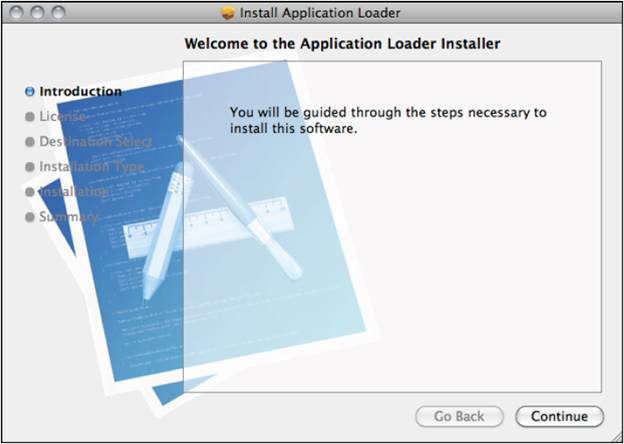 Install Application Loader
Welcome to the Application Loader Installer
Introduction
License
Destination Select
Installation Type
Installation
Summary
You will be guided through the steps necessary to
install this software.
Go Back
Continue